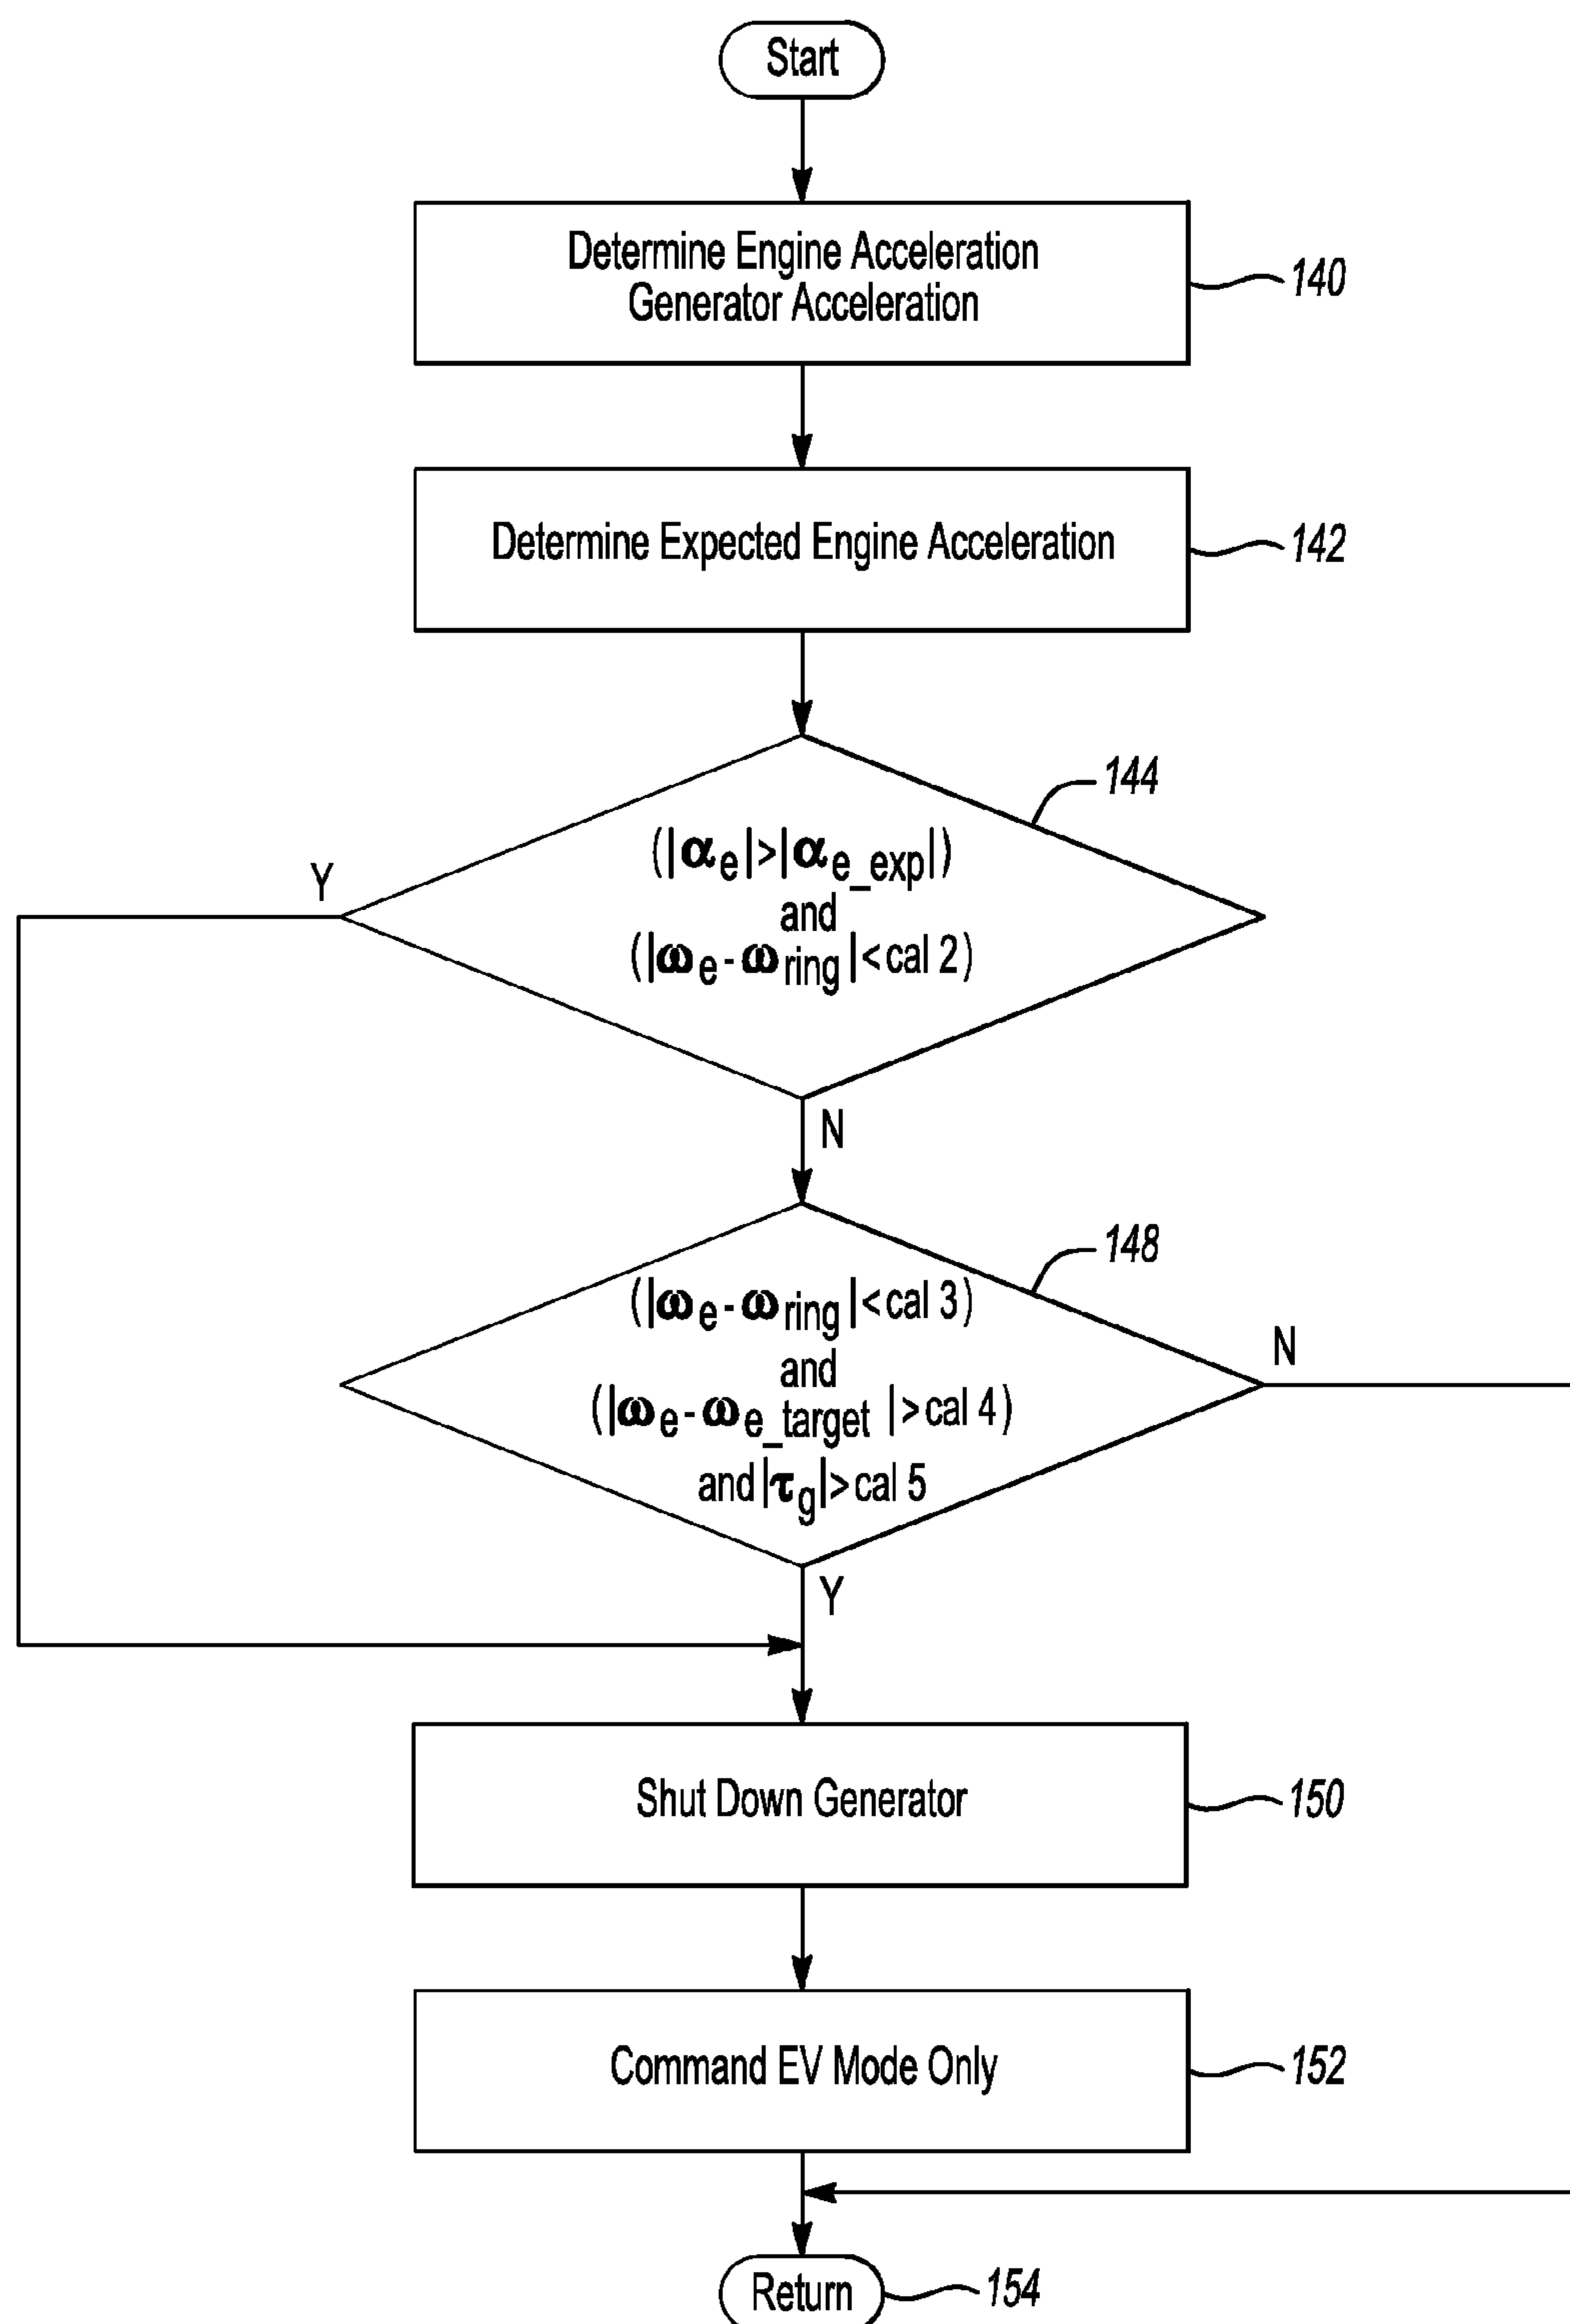 Start
Determine Engine Acceleration
Generator Acceleration
140
Determine Expected Engine Acceleration
142
144
Y
(|αe|>|αe_exp|)
and
(|ωe-ωring|<cal 2)
N
148
(|ωe-ωring|<cal 3)
N
and
(|ωe-ωe_target |>cal 4)
and|τg|>cal 5
Y
Shut Down Generator
150
Command EV Mode Only
152
Return
154